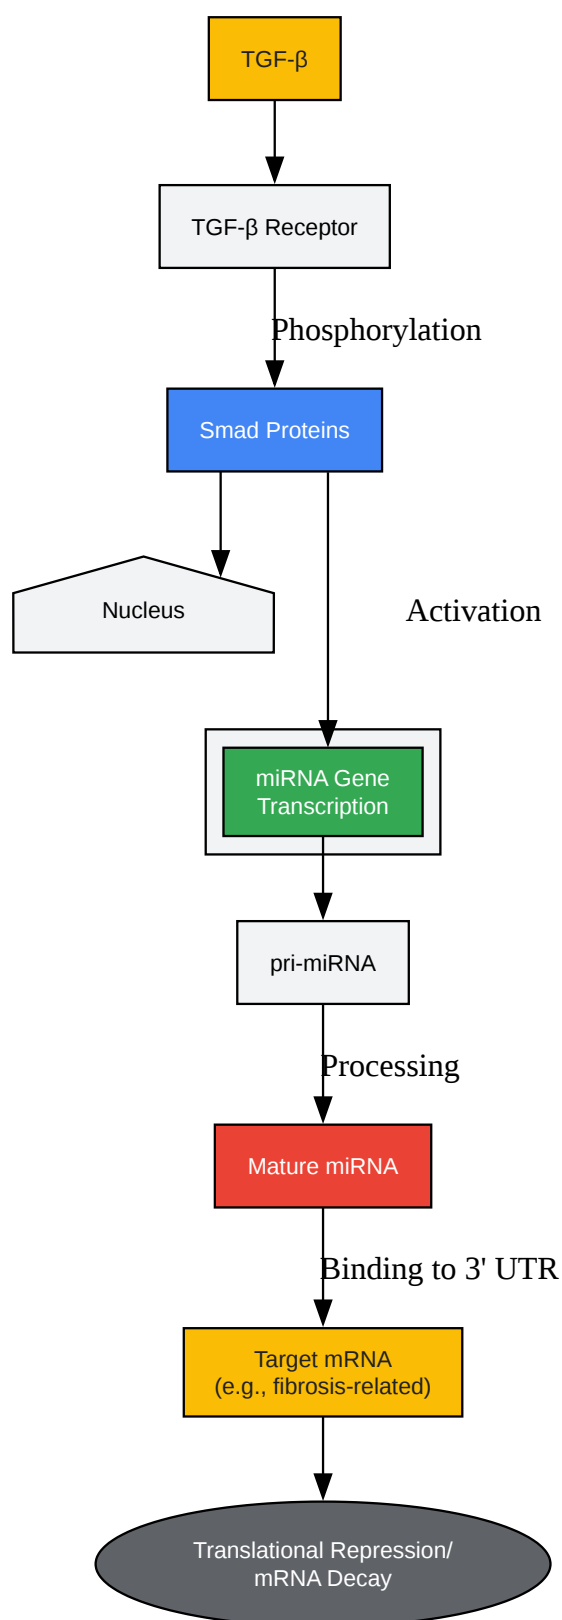 TGF-β
TGF-β Receptor
Phosphorylation
Smad Proteins
Nucleus
Activation
miRNA Gene
Transcription
pri-miRNA
Processing
Mature miRNA
Binding to 3' UTR
Target mRNA
(e.g., fibrosis-related)
Translational Repression/
mRNA Decay